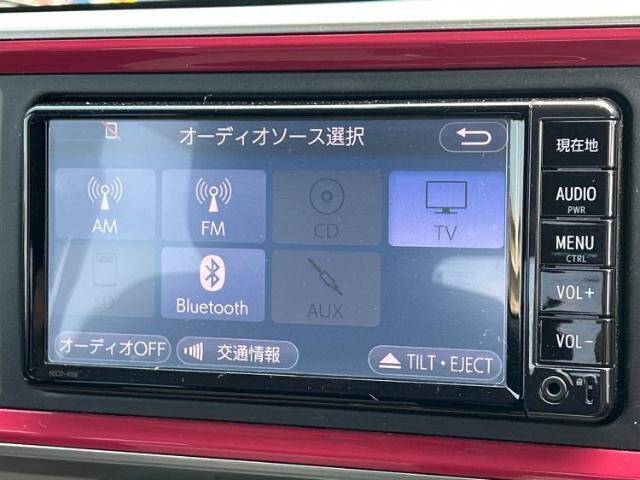 オーディオソース選択
AM
FM
CD
TV
SD
Bluetooth
AUX
オーディオOFF
交通情報
TILT・EJECT
現在地
AUDIO
PWR
MENU
CTRL
VOL+
VOL-